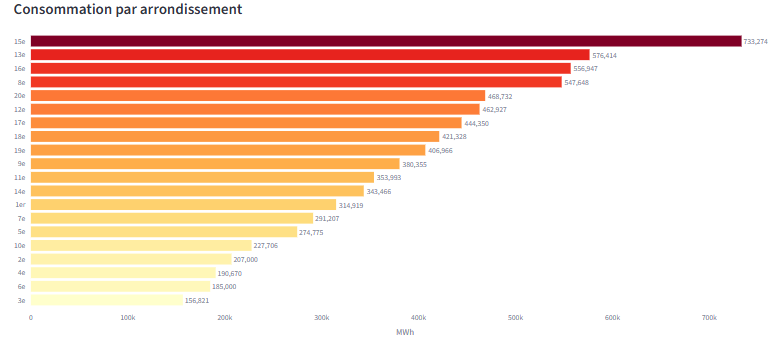 Consommation par arrondissement
15e 733,274
13e 576,414
16e 556,947
8e 547,648
20e 468,732
12e 462,927
17e 444,350
18e 421,328
19e 406,966
9e 380,355
11e 353,993
14e 343,466
1er 314,919
7e 291,207
5e 274,775
10e 227,706
2e 207,000
4e 190,670
6e 185,000
3e 156,821
0 100k 200k 300k 400k 500k 600k 700k
MWh